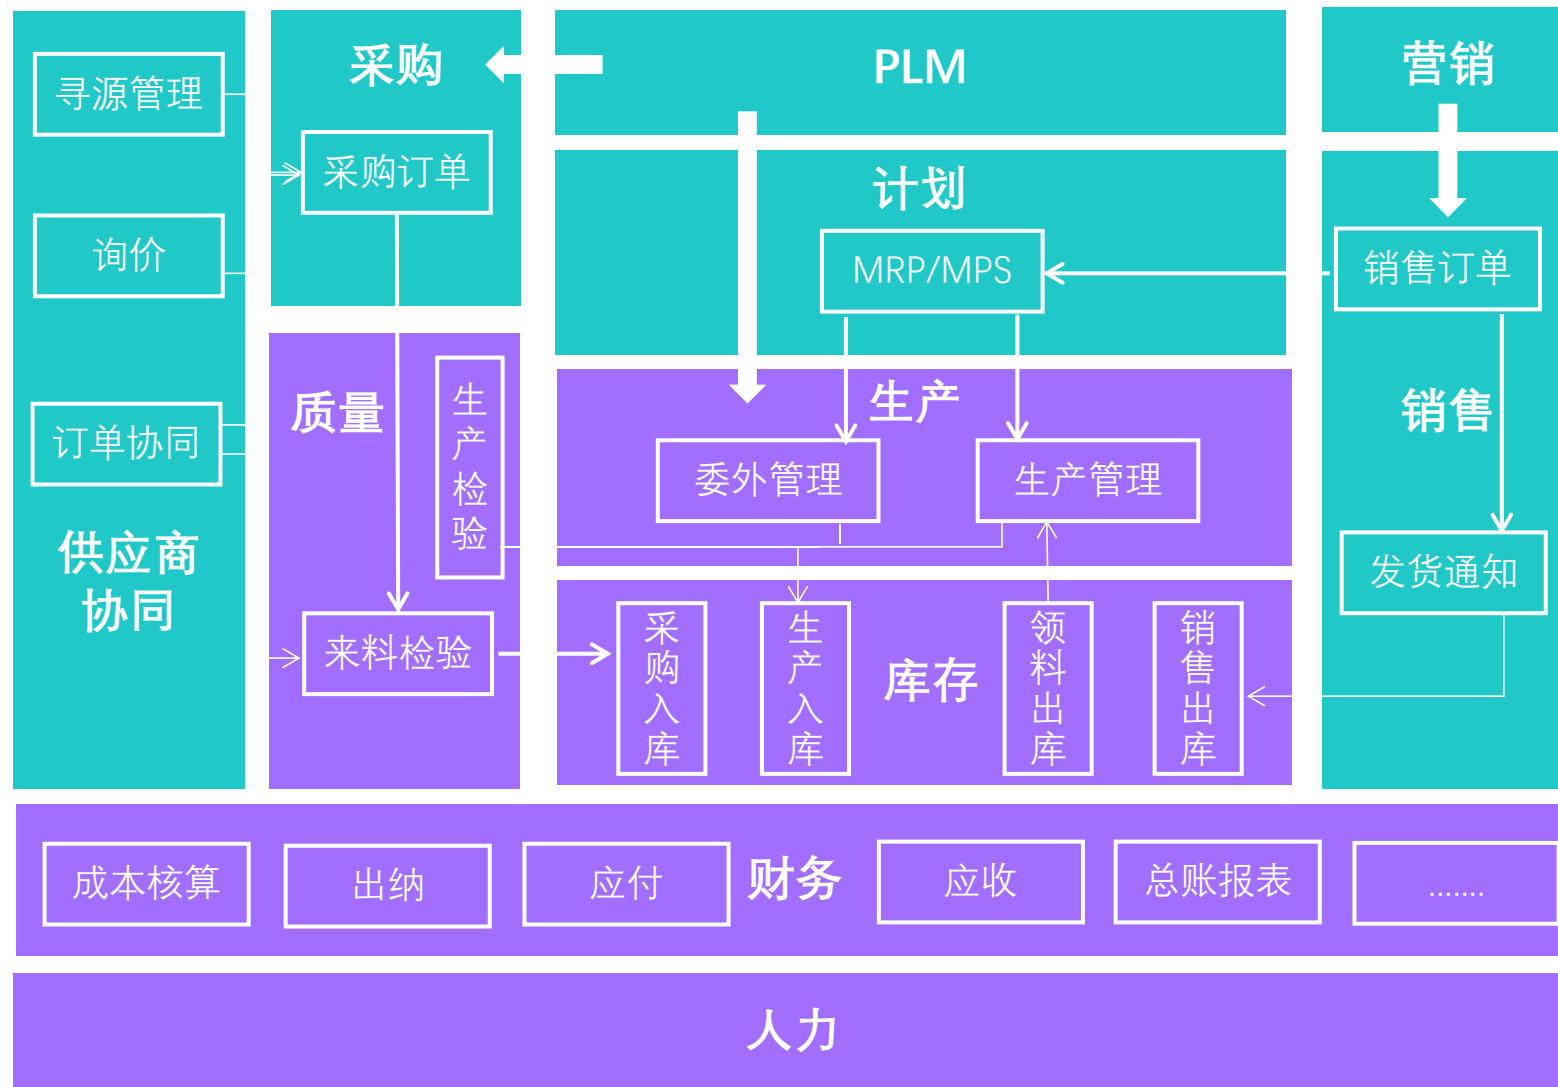 寻源管理
询价
订单协同
供应商
协同
采购
采购订单
质量
生产检验
来料检验
PLM
计划
MRP/MPS
生产
委外管理
生产管理
采购入库
生产入库
库存
领料出库
销售出库
营销
销售订单
销售
发货通知
成本核算
出纳
应付
财务
应收
总账报表
.......
人力